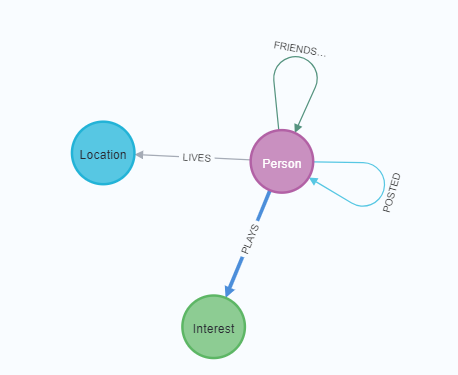 FRIENDS...
Location
LIVES
Person
POSTED
PLAYS
Interest